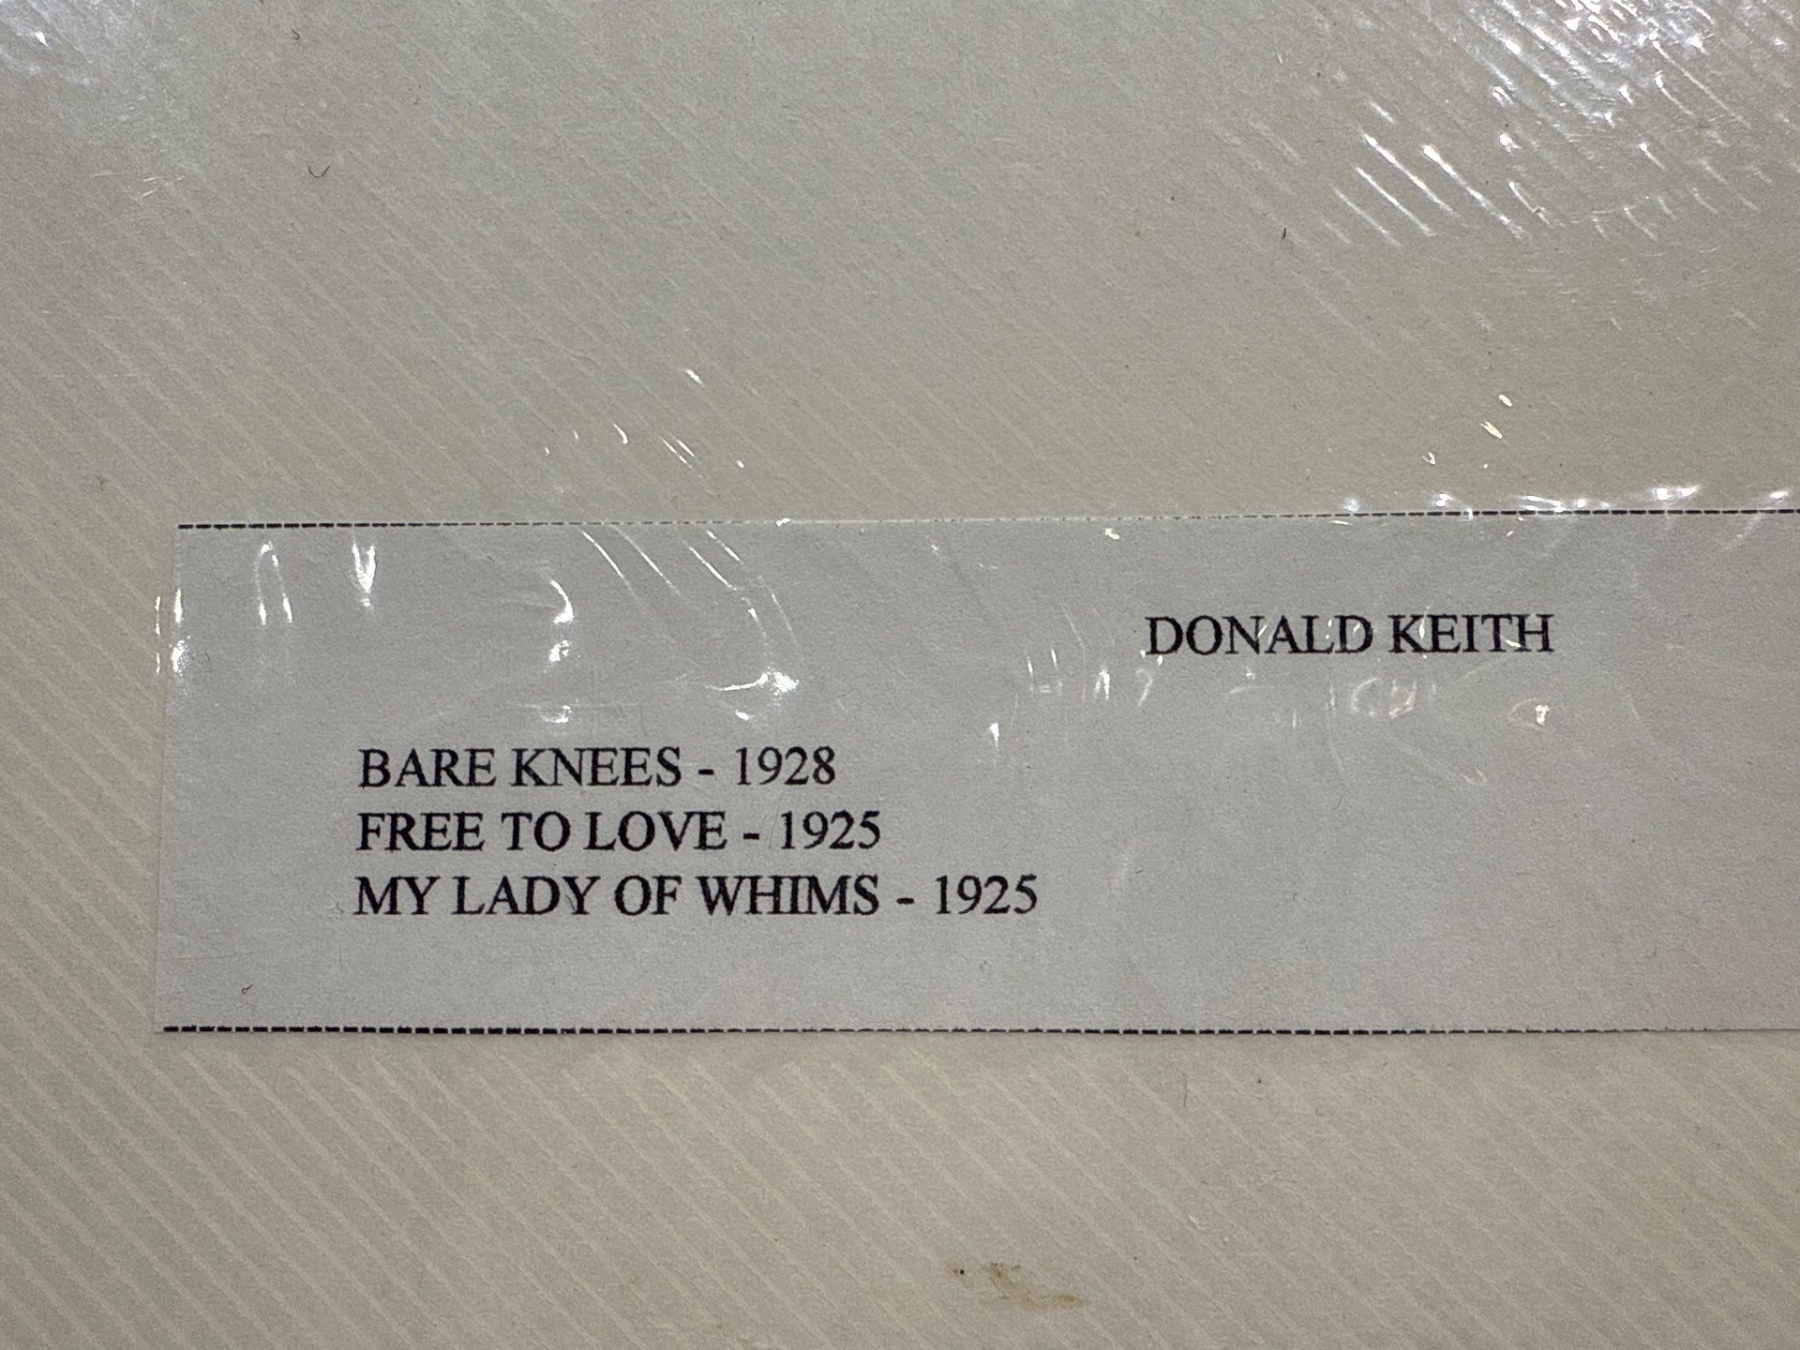 DONALD KEITH
BARE KNEES - 1928
FREE TO LOVE - 1925
MY LADY OF WHIMS - 1925